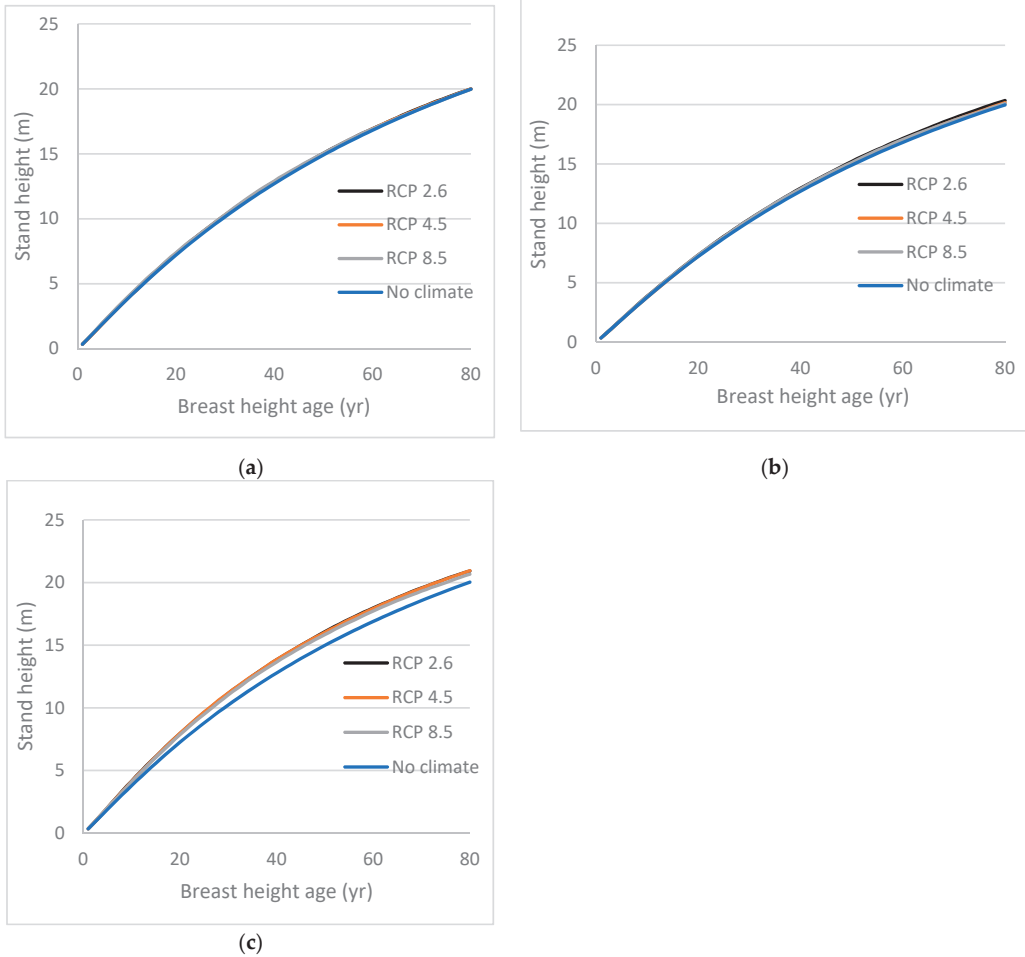 25
20
15
10
5
0
Stand height (m)
RCP 2.6
RCP 4.5
RCP 8.5
No climate
0 20 40 60 80
Breast height age (yr)
(a)
25
20
15
10
5
0
Stand height (m)
RCP 2.6
RCP 4.5
RCP 8.5
No climate
0 20 40 60 80
Breast height age (yr)
(b)
25
20
15
10
5
0
Stand height (m)
RCP 2.6
RCP 4.5
RCP 8.5
No climate
0 20 40 60 80
Breast height age (yr)
(c)